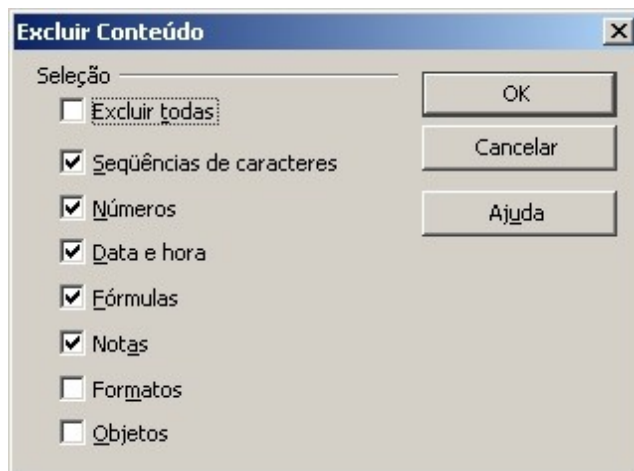 Excluir Conteúdo
Seleção
Excluir todas
Seqüências de caracteres
Números
Data e hora
Fórmulas
Notas
Formatos
Objetos
OK
Cancelar
Ajuda